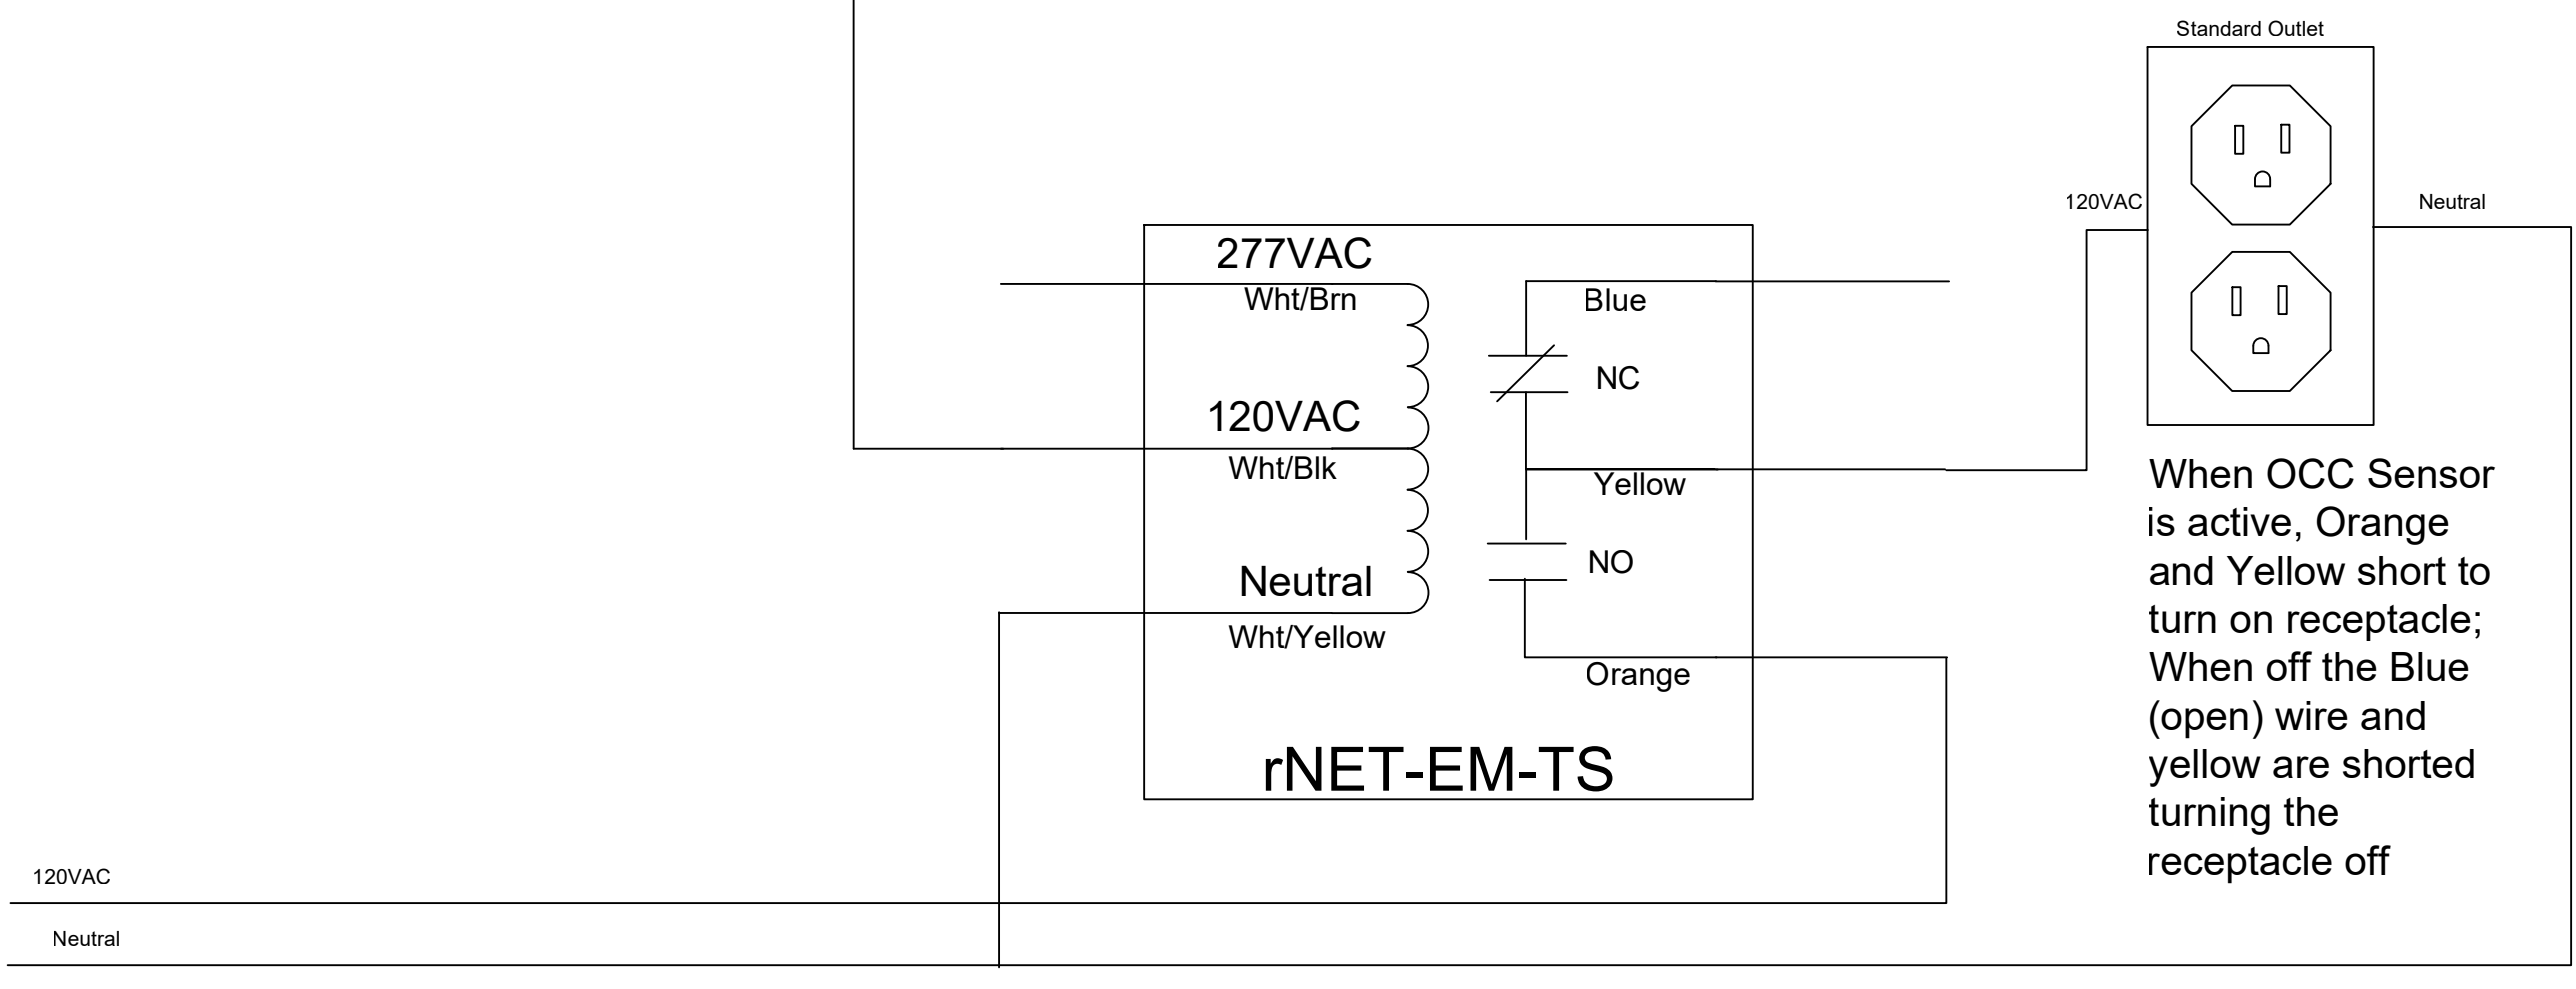 Standard Outlet
120VAC
Neutral
277VAC
Wht/Brn
Blue
NC
120VAC
Wht/Blk
Yellow
NO
Neutral
Wht/Yellow
Orange
rNET-EM-TS
When OCC Sensor
is active, Orange
and Yellow short to
turn on receptacle;
When off the Blue
(open) wire and
yellow are shorted
turning the
receptacle off
120VAC
Neutral